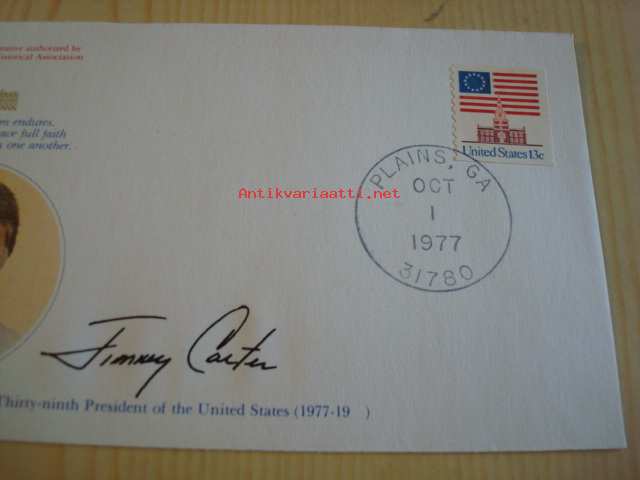 authorized by
Historical Association
endures.
full faith
one another.
United States 13c
PLAINS, GA
OCT
1
1977
31780
Antikvariaatti.net
Jimmy Carter
Thirty-ninth President of the United States (1977-19 )